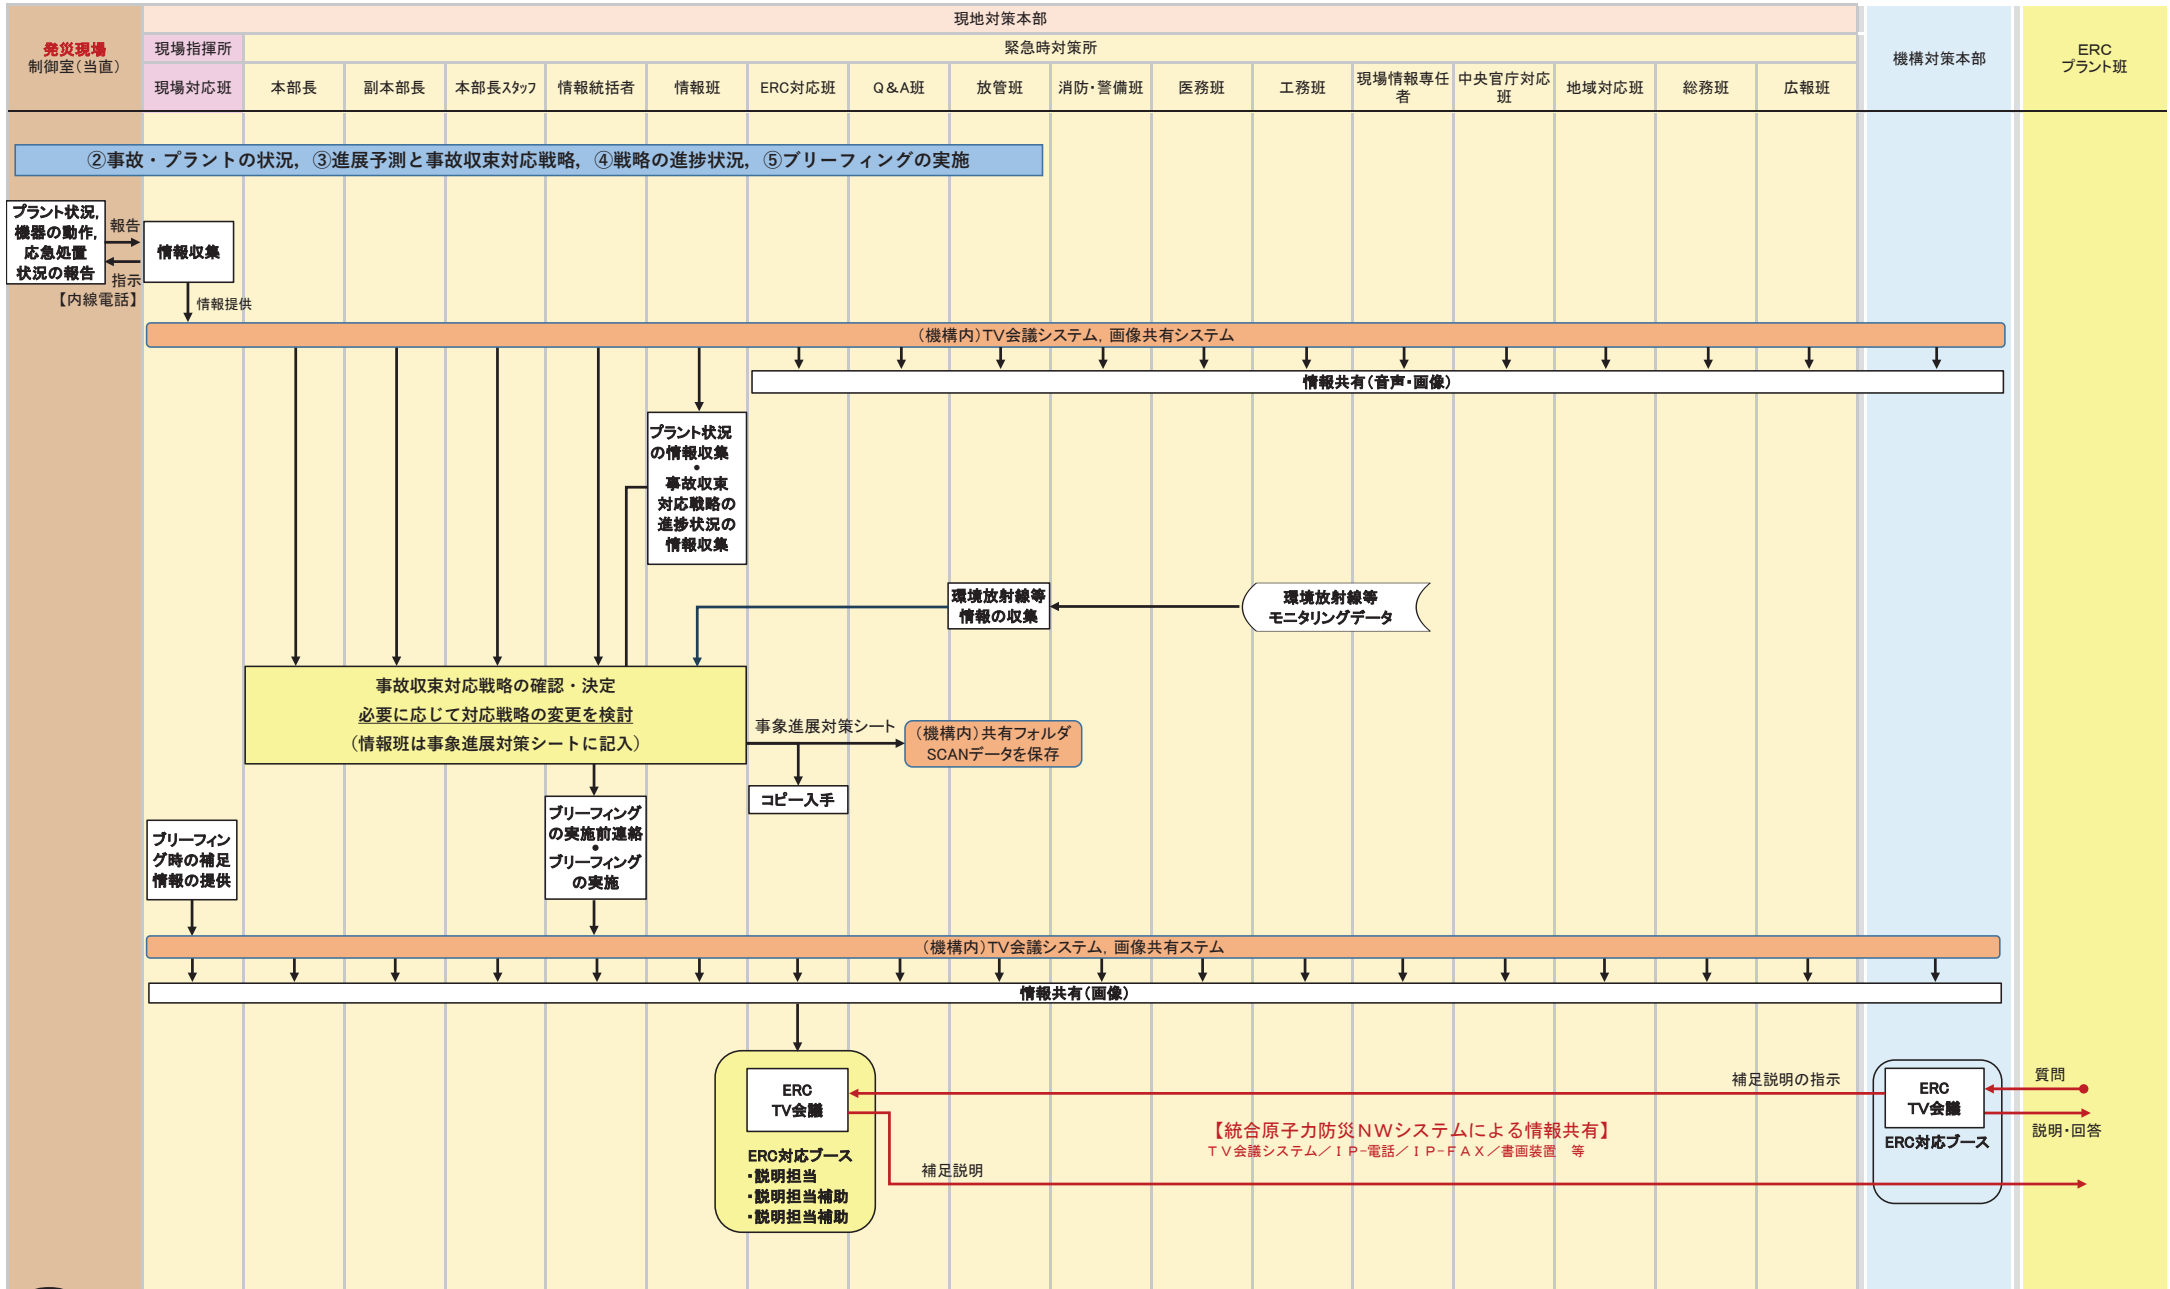 現地対策本部
発災現場
制御室(当直)
現場指揮所
緊急時対策所
機構対策本部
ERC
プラント班
現場対応班
本部長
副本部長
本部長スタッフ
情報統括者
情報班
ERC対応班
Q&A班
放管班
消防・警備班
医務班
工務班
現場情報専任
者
中央官庁対応
班
地域対応班
総務班
広報班
②事故・プラントの状況，③進展予測と事故収束対応戦略，④戦略の進捗状況，⑤ブリーフィングの実施
プラント状況，
機器の動作，
応急処置
状況の報告
報告
指示
【内線電話】
情報収集
情報提供
(機構内)TV会議システム，画像共有システム
情報共有(音声・画像)
プラント状況
の情報収集
・
事故収束
対応戦略の
進捗状況の
情報収集
環境放射線等
情報の収集
環境放射線等
モニタリングデータ
事故収束対応戦略の確認・決定
必要に応じて対応戦略の変更を検討
(情報班は事象進展対策シートに記入)
事象進展対策シート
(機構内)共有フォルダ
SCANデータを保存
コピー入手
ブリーフィング
の実施前連絡
・
ブリーフィング
の実施
ブリーフィン
グ時の補足
情報の提供
(機構内)TV会議システム，画像共有ステム
情報共有(画像)
ERC
TV会議
ERC対応ブース
・説明担当
・説明担当補助
・説明担当補助
補足説明の指示
【統合原子力防災NWシステムによる情報共有】
TV会議システム／IP-電話／IP-FAX／書画装置　等
補足説明
ERC
TV会議
ERC対応ブース
質問
説明・回答